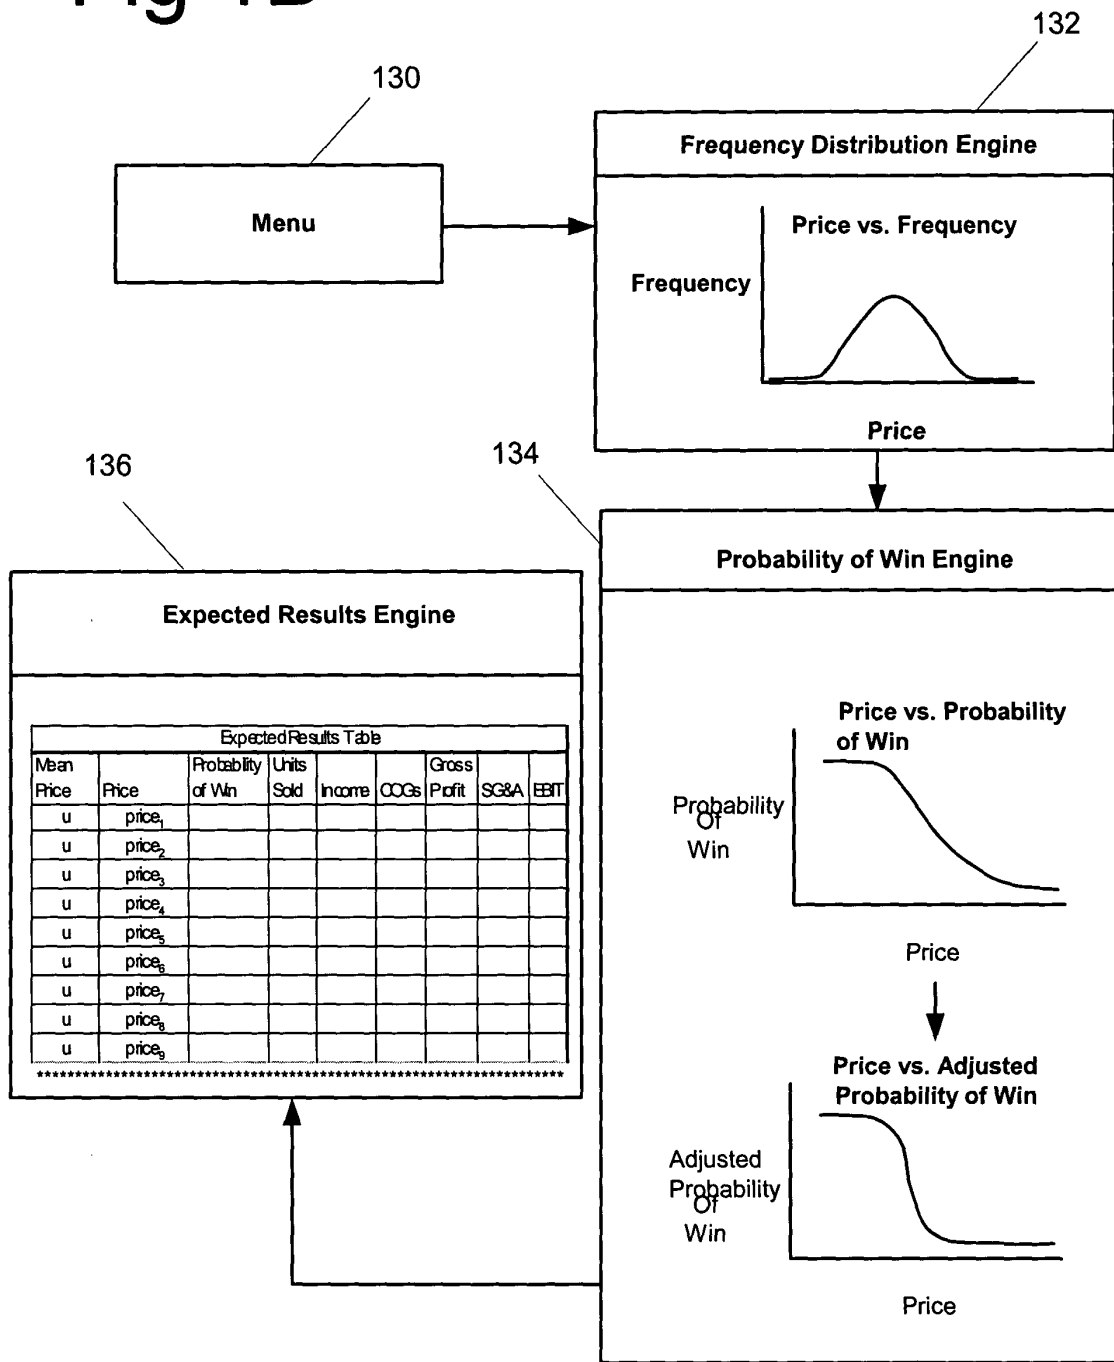 132
130
Frequency Distribution Engine
Menu
Price vs. Frequency
Frequency
Price
136
134
Probability of Win Engine
Expected Results Engine
Expected Results Table
Mean Price Price Probability of Win Units Sold Income COGs Gross Profit SG&A EBIT
u price₁
u price₂
u price₃
u price₄
u price₅
u price₆
u price₇
u price₈
u price₉
**********************************************************************
Price vs. Probability
of Win
Probability
Of
Win
Price
Price vs. Adjusted
Probability of Win
Adjusted
Probability
Of
Win
Price